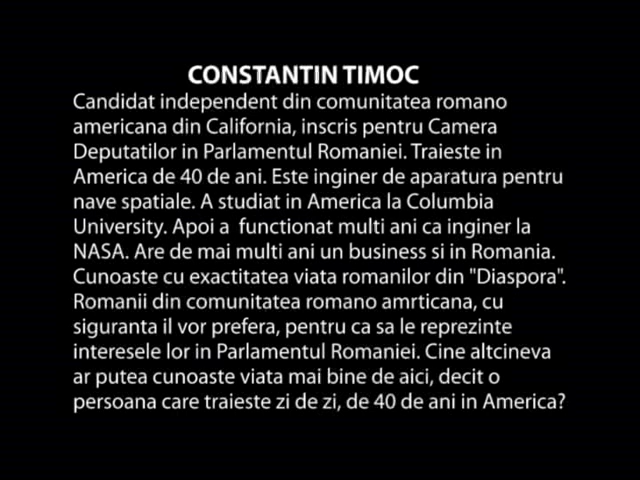 CONSTANTIN TIMOC
Candidat independent din comunitatea romano
americana din California, inscris pentru Camera
Deputatilor in Parlamentul Romaniei. Traieste in
America de 40 de ani. Este inginer de aparatura pentru
nave spatiale. A studiat in America la Columbia
University. Apoi a  functionat multi ani ca inginer la
NASA. Are de mai multi ani un business si in Romania.
Cunoaste cu exactitatea viata romanilor din "Diaspora".
Romanii din comunitatea romano amrticana, cu
siguranta il vor prefera, pentru ca sa le reprezinte
interesele lor in Parlamentul Romaniei. Cine altcineva
ar putea cunoaste viata mai bine de aici, decit o
persoana care traieste zi de zi, de 40 de ani in America?